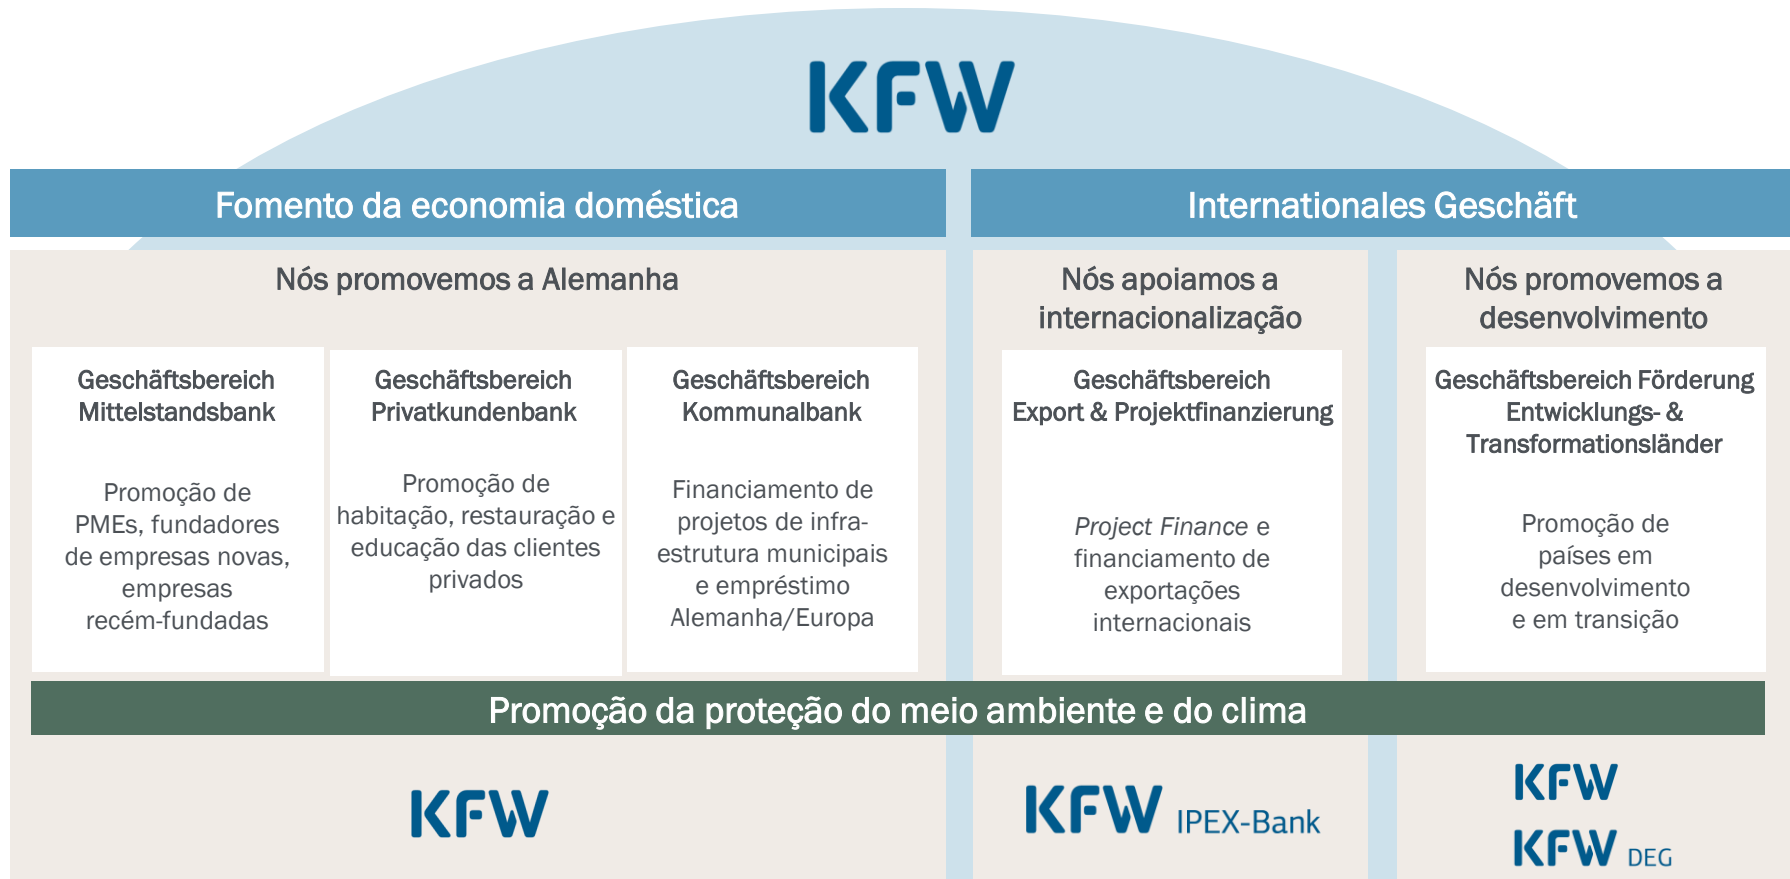 KFW
Fomento da economia doméstica
Internationales Geschäft
Nós promovemos a Alemanha
Geschäftsbereich
Mittelstandsbank
Promoção de
PMEs, fundadores
de empresas novas,
empresas
recém-fundadas
Geschäftsbereich
Privatkundenbank
Promoção de
habitação, restauração e
educação das clientes
privados
Geschäftsbereich
Kommunalbank
Financiamento de
projetos de infra-
estrutura municipais
e empréstimo
Alemanha/Europa
Nós apoiamos a
internacionalização
Geschäftsbereich
Export & Projektfinanzierung
Project Finance e
financiamento de
exportações
internacionais
Nós promovemos a
desenvolvimento
Geschäftsbereich Förderung
Entwicklungs- &
Transformationsländer
Promoção de
países em
desenvolvimento
e em transição
Promoção da proteção do meio ambiente e do clima
KFW
KFW IPEX-Bank
KFW
KFW DEG